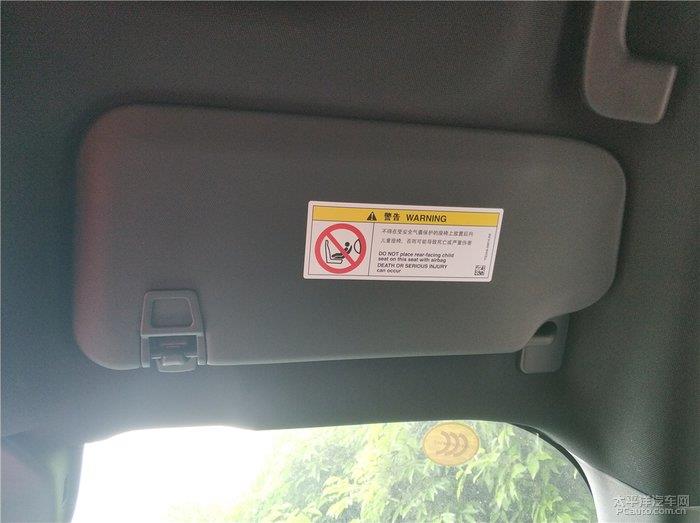 警告 WARNING
不得在受安全气囊保护的座椅上放置后向
儿童座椅，否则可能导致死亡或严重伤害
DO NOT place rear-facing child
seat on this seat with airbag
DEATH OR SERIOUS INJURY
can occur
太平洋汽车网
PCauto.com.cn